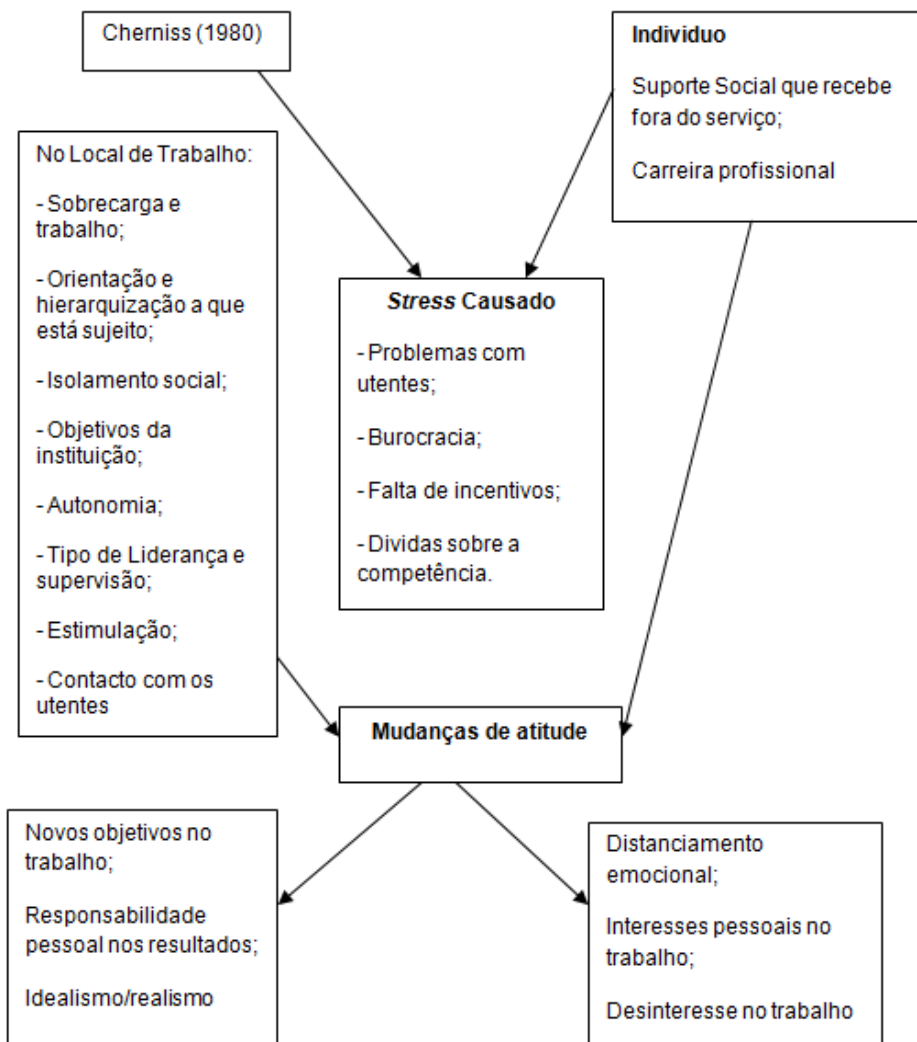 Cherniss (1980)
Individuo
Suporte Social que recebe
fora do serviço;
Carreira profissional
No Local de Trabalho:
- Sobrecarga e
trabalho;
- Orientação e
hierarquização a que
está sujeito;
- Isolamento social;
- Objetivos da
instituição;
- Autonomia;
- Tipo de Liderança e
supervisão;
- Estimulação;
- Contacto com os
utentes
Stress Causado
- Problemas com
utentes;
- Burocracia;
- Falta de incentivos;
- Dividas sobre a
competência.
Mudanças de atitude
Novos objetivos no
trabalho;
Responsabilidade
pessoal nos resultados;
Idealismo/realismo
Distanciamento
emocional;
Interesses pessoais no
trabalho;
Desinteresse no trabalho